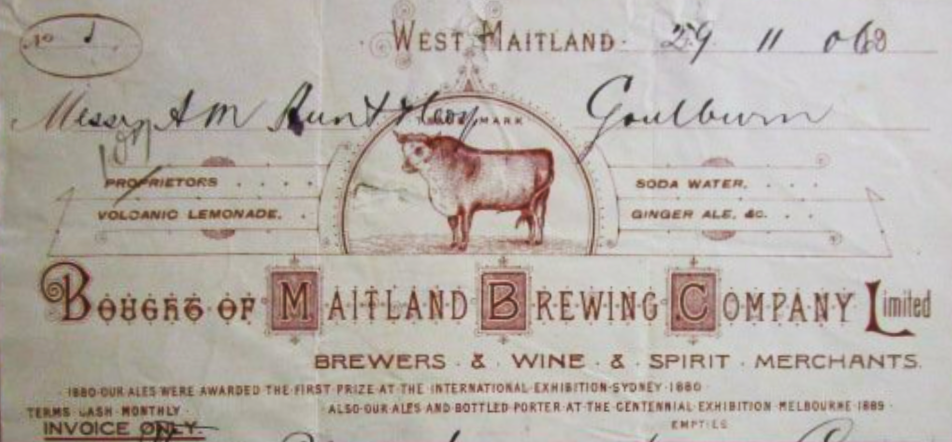 No 1
WEST MAITLAND 29 11 06
Messrs A M Hunt & Coy Goulburn
TRADE MARK
PROPRIETORS
SODA WATER,
VOLCANIC LEMONADE,
GINGER ALE, &c.
BOUGHT OF MAITLAND BREWING COMPANY Limited
BREWERS · & · WINE · & · SPIRIT · MERCHANTS.
1880·OUR ALES WERE AWARDED THE FIRST PRIZE AT THE INTERNATIONAL EXHIBITION·SYDNEY·1880
TERMS CASH MONTHLY · ALSO OUR ALES AND BOTTLED PORTER AT THE CENTENNIAL EXHIBITION MELBOURNE 1889 ·
INVOICE ONLY.
EMPTIES